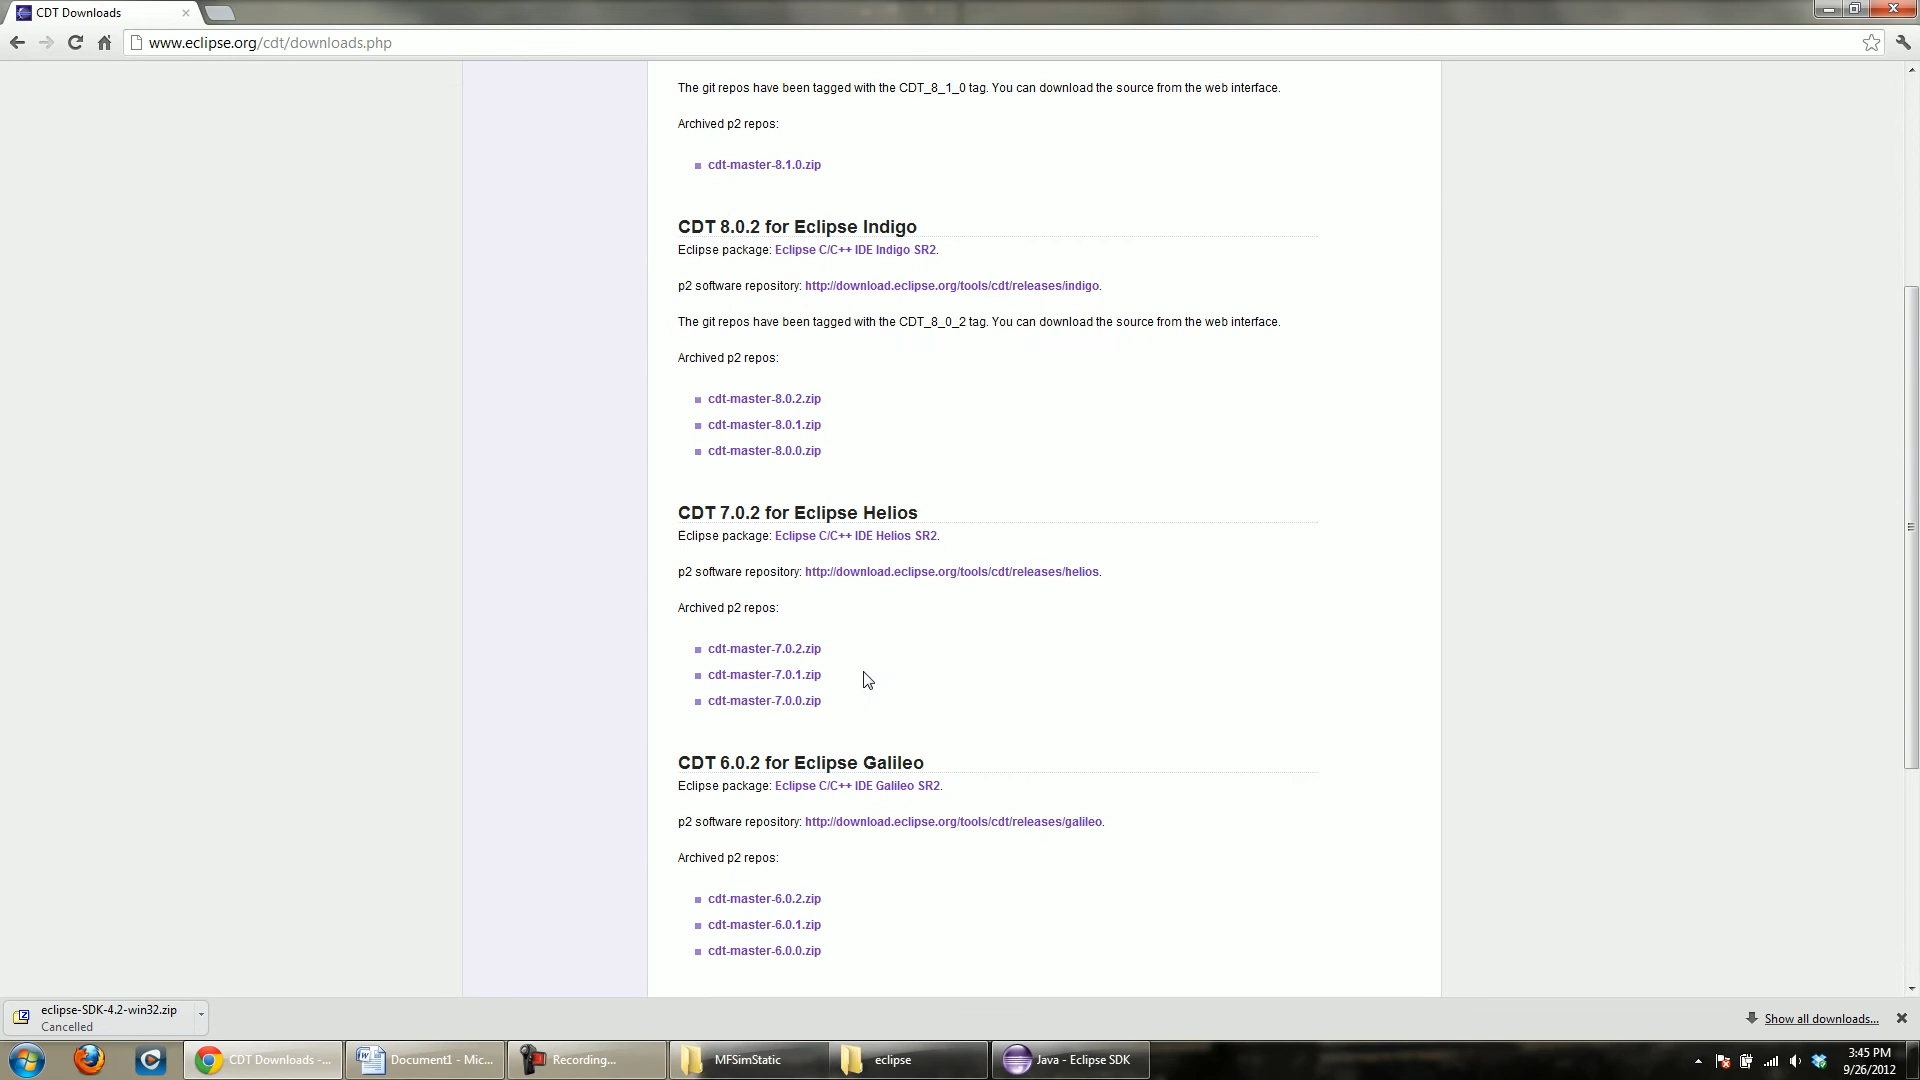 CDT Downloads
www.eclipse.org/cdt/downloads.php
The git repos have been tagged with the CDT_8_1_0 tag. You can download the source from the web interface.
Archived p2 repos:
cdt-master-8.1.0.zip
CDT 8.0.2 for Eclipse Indigo
Eclipse package: Eclipse C/C++ IDE Indigo SR2.
p2 software repository: http://download.eclipse.org/tools/cdt/releases/indigo.
The git repos have been tagged with the CDT_8_0_2 tag. You can download the source from the web interface.
Archived p2 repos:
cdt-master-8.0.2.zip
cdt-master-8.0.1.zip
cdt-master-8.0.0.zip
CDT 7.0.2 for Eclipse Helios
Eclipse package: Eclipse C/C++ IDE Helios SR2.
p2 software repository: http://download.eclipse.org/tools/cdt/releases/helios.
Archived p2 repos:
cdt-master-7.0.2.zip
cdt-master-7.0.1.zip
cdt-master-7.0.0.zip
CDT 6.0.2 for Eclipse Galileo
Eclipse package: Eclipse C/C++ IDE Galileo SR2.
p2 software repository: http://download.eclipse.org/tools/cdt/releases/galileo.
Archived p2 repos:
cdt-master-6.0.2.zip
cdt-master-6.0.1.zip
cdt-master-6.0.0.zip
eclipse-SDK-4.2-win32.zip
Cancelled
Show all downloads...
CDT Downloads -...
Document1 - Mic...
Recording...
MFSimStatic
eclipse
Java - Eclipse SDK
3:45 PM
9/26/2012